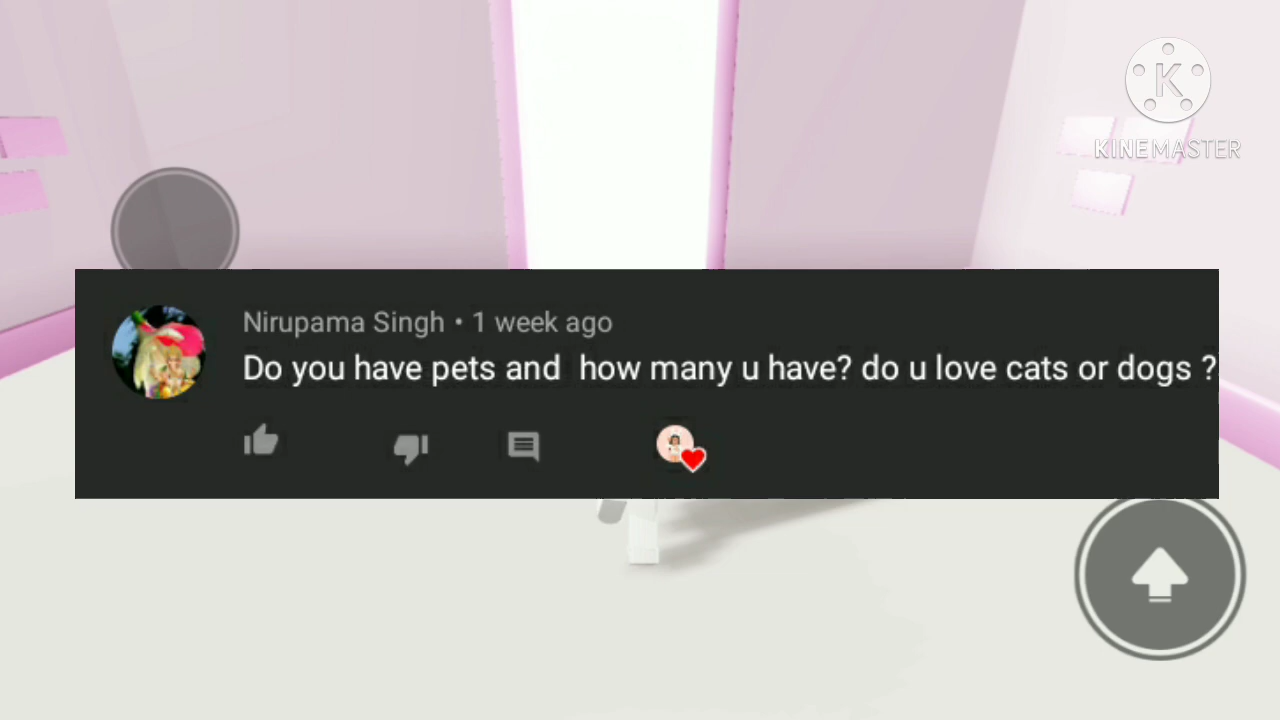 K
KINEMASTER
Nirupama Singh • 1 week ago
Do you have pets and  how many u have? do u love cats or dogs ?